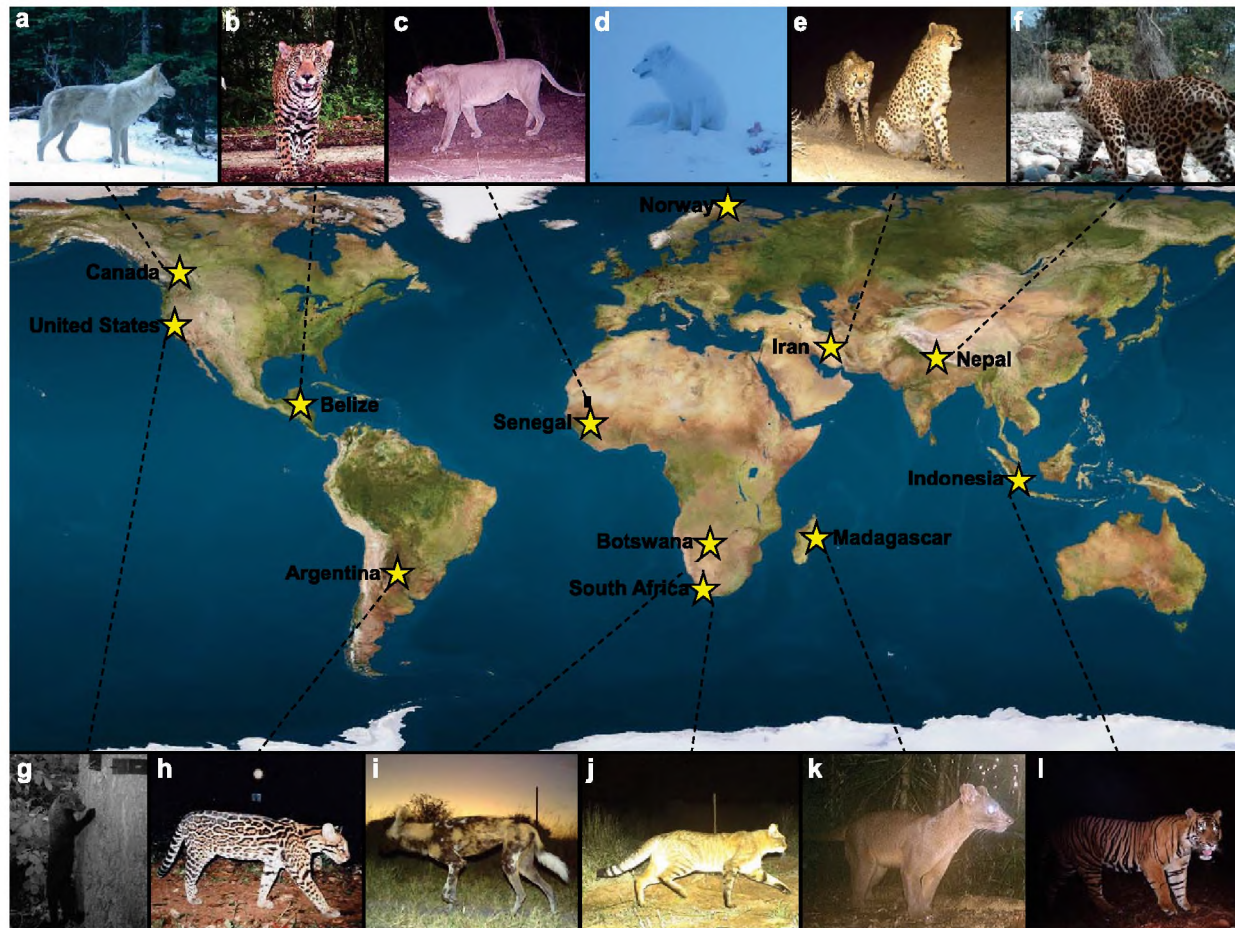 a
b
c
d
e
f
Norway
Canada
United States
Iran
Nepal
Belize
Senegal
Indonesia
Botswana
Madagascar
Argentina
South Africa
g
h
i
j
k
l